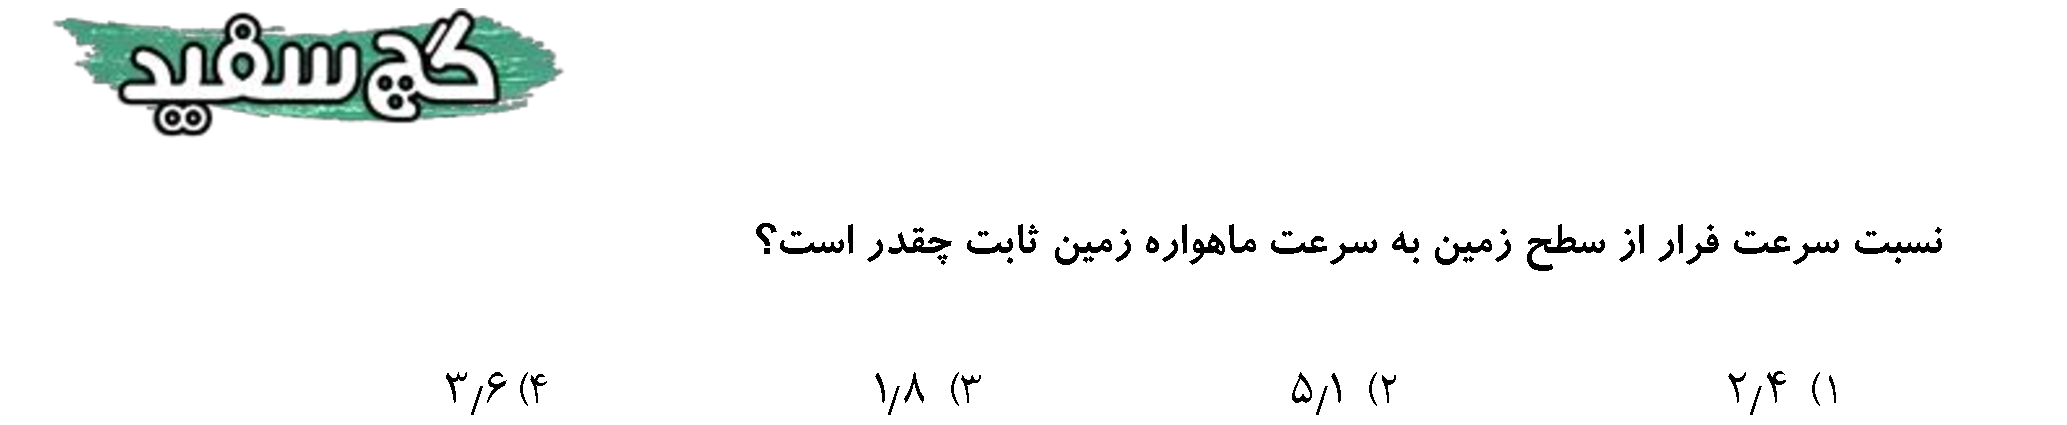 گچ سفید
نسبت سرعت فرار از سطح زمین به سرعت ماهواره زمین ثابت چقدر است؟
۱) ۲٫۴ ۲) ۵٫۱ ۳) ۱٫۸ ۴) ۳٫۶